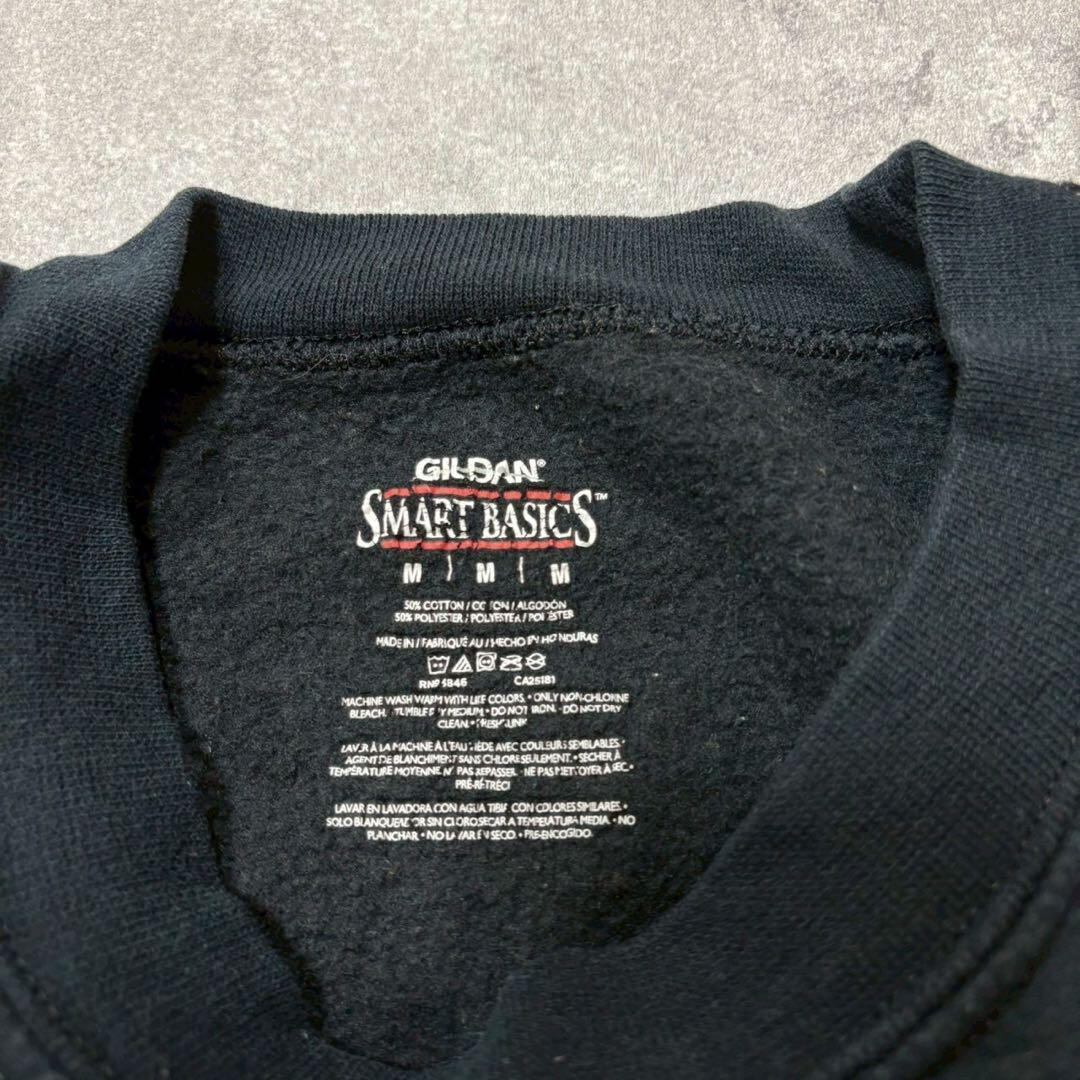 GILDAN®
SMART BASICS™
M / M / M
50% COTTON / COTON / ALGODÓN
50% POLYESTER / POLYESTER / POLIÉSTER
MADE IN / FABRIQUÉ AU / HECHO EN HONDURAS
CA25181
MACHINE WASH WARM WITH LIKE COLORS. • ONLY NON-CHLORINE
BLEACH. TUMBLE DRY MEDIUM. • DO NOT IRON. • DO NOT DRY
CLEAN. • PRESHRUNK
LAVER À LA MACHINE À L'EAU TIÈDE AVEC COULEURS SEMBLABLES. •
AGENT DE BLANCHIMENT SANS CHLORE SEULEMENT. • SÉCHER À
TEMPÉRATURE MOYENNE. NE PAS REPASSER. • NE PAS NETTOYER À SEC. •
PRÉ-RÉTRÉCI
LAVAR EN LAVADORA CON AGUA TIBIA CON COLORES SIMILARES. •
SOLO BLANQUEADOR SIN CLORO SECAR A TEMPERATURA MEDIA. • NO
PLANCHAR. • NO LAVAR EN SECO. • PRE-ENCOGIDO.